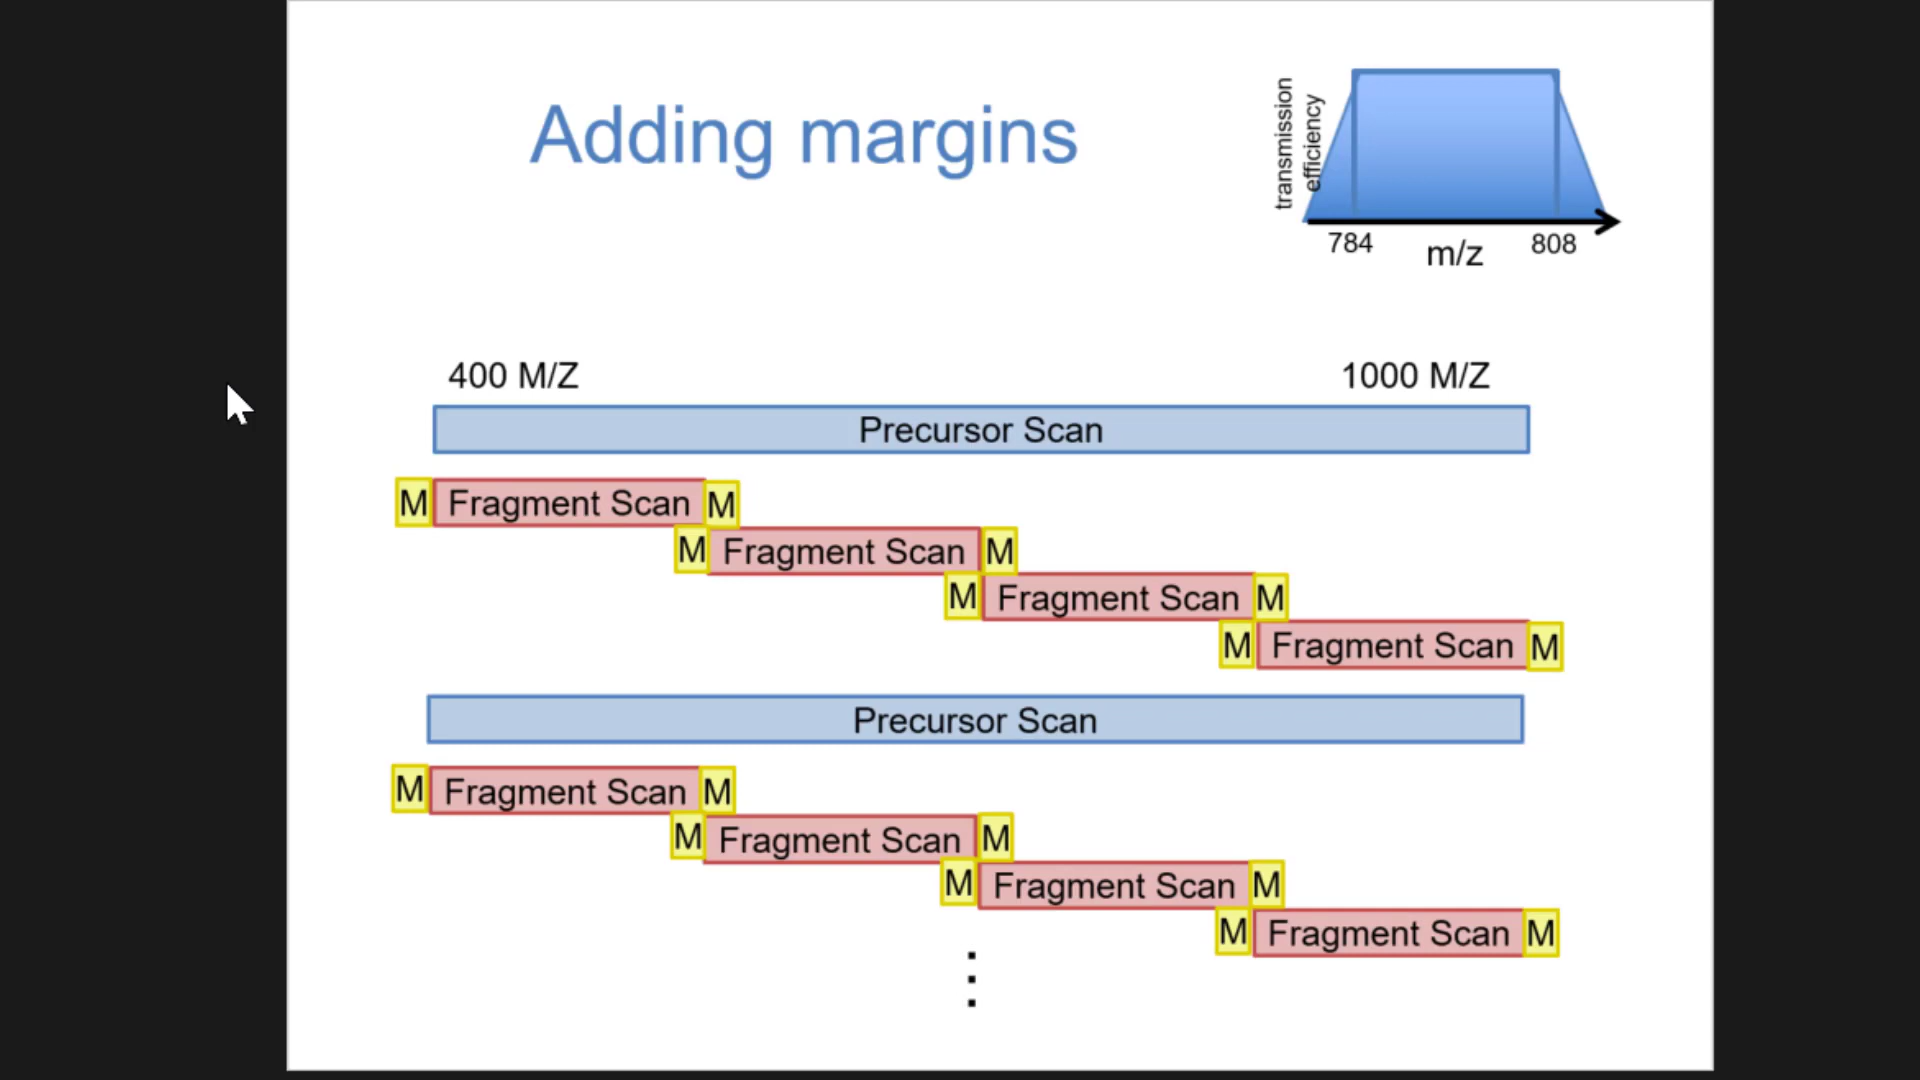 Adding margins
transmission
efficiency
784
808
m/z
400 M/Z
1000 M/Z
Precursor Scan
M Fragment Scan M
M Fragment Scan M
M Fragment Scan M
M Fragment Scan M
Precursor Scan
M Fragment Scan M
M Fragment Scan M
M Fragment Scan M
M Fragment Scan M